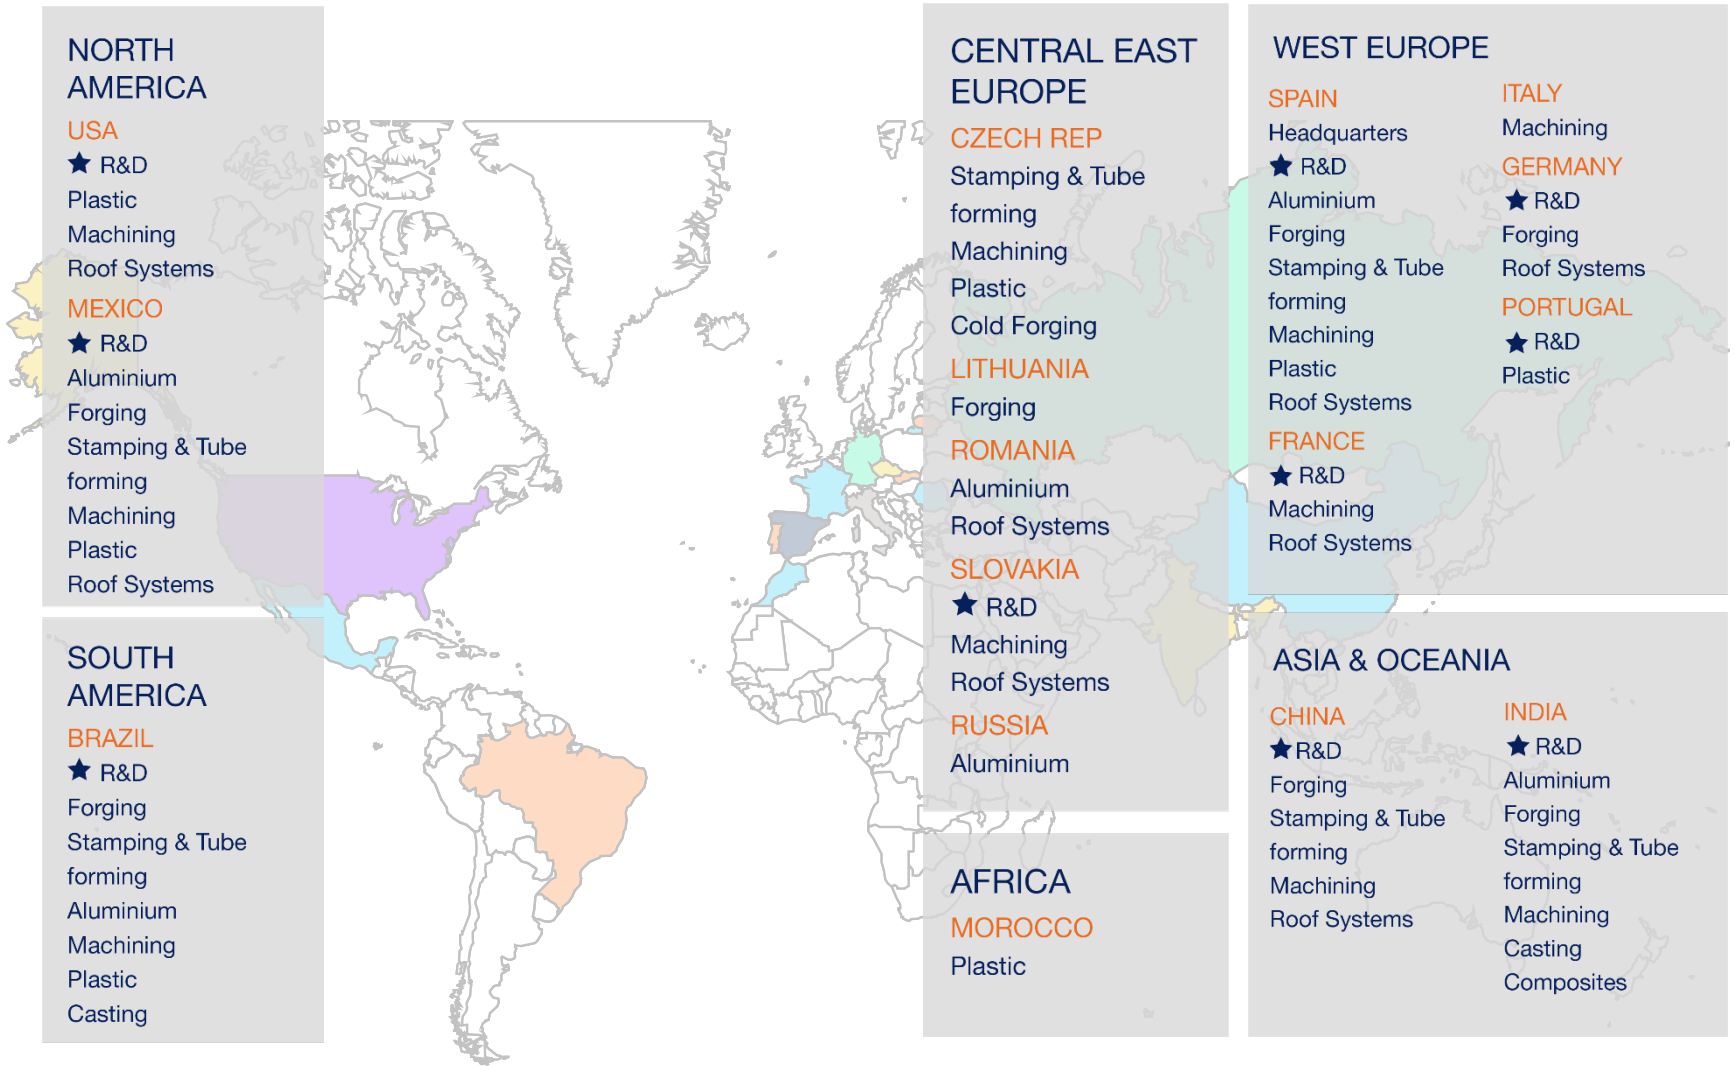 NORTH
AMERICA
USA
R&D
Plastic
Machining
Roof Systems
MEXICO
R&D
Aluminium
Forging
Stamping & Tube
forming
Machining
Plastic
Roof Systems
SOUTH
AMERICA
BRAZIL
R&D
Forging
Stamping & Tube
forming
Aluminium
Machining
Plastic
Casting
CENTRAL EAST
EUROPE
CZECH REP
Stamping & Tube
forming
Machining
Plastic
Cold Forging
LITHUANIA
Forging
ROMANIA
Aluminium
Roof Systems
SLOVAKIA
R&D
Machining
Roof Systems
RUSSIA
Aluminium
AFRICA
MOROCCO
Plastic
WEST EUROPE
SPAIN
Headquarters
R&D
Aluminium
Forging
Stamping & Tube
forming
Machining
Plastic
Roof Systems
FRANCE
R&D
Machining
Roof Systems
ITALY
Machining
GERMANY
R&D
Forging
Roof Systems
PORTUGAL
R&D
Plastic
ASIA & OCEANIA
CHINA
R&D
Forging
Stamping & Tube
forming
Machining
Roof Systems
INDIA
R&D
Aluminium
Forging
Stamping & Tube
forming
Machining
Casting
Composites